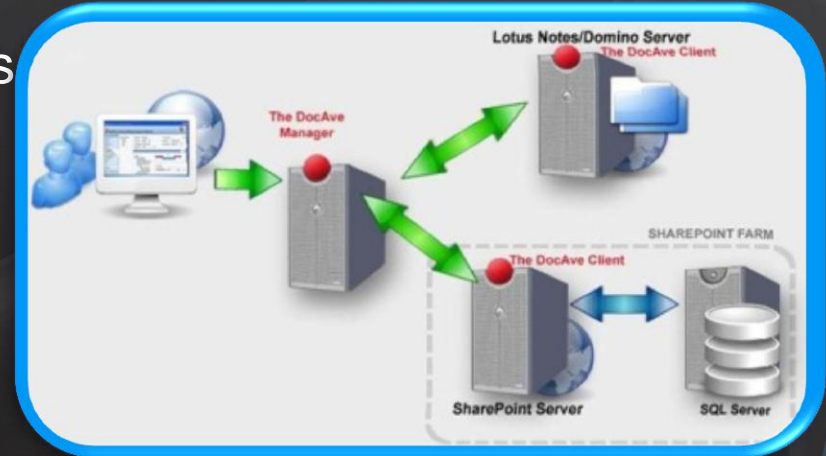 s
Lotus Notes/Domino Server
The DocAve Client
The DocAve
Manager
SHAREPOINT FARM
The DocAve Client
SharePoint Server
SQL Server